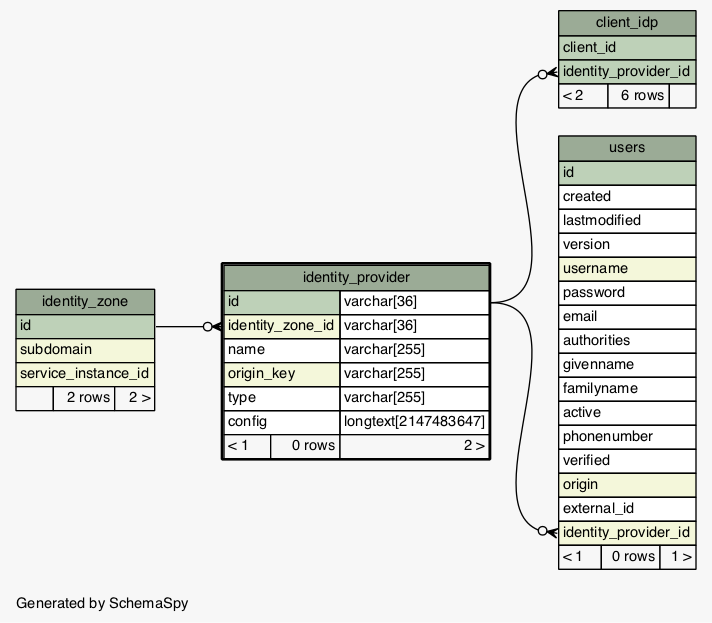 client_idp
client_id
identity_provider_id
< 2 6 rows
users
id
created
lastmodified
version
username
password
email
authorities
givenname
familyname
active
phonenumber
verified
origin
external_id
identity_provider_id
< 1 0 rows 1 >
identity_provider
id varchar[36]
identity_zone_id varchar[36]
name varchar[255]
origin_key varchar[255]
type varchar[255]
config longtext[2147483647]
< 1 0 rows 2 >
identity_zone
id
subdomain
service_instance_id
2 rows 2 >
Generated by SchemaSpy